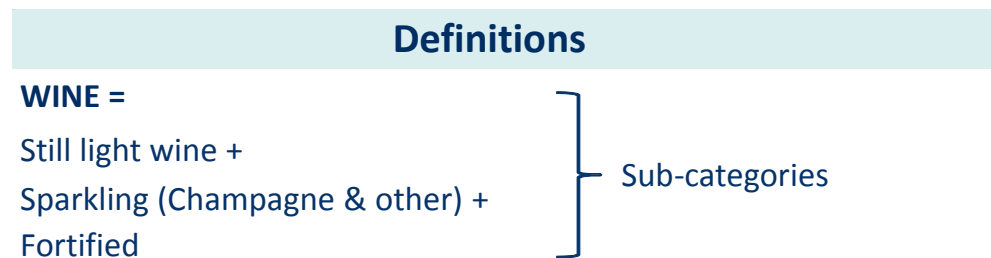 Definitions
WINE =
Still light wine +
Sparkling (Champagne & other) +
Fortified
Sub-categories